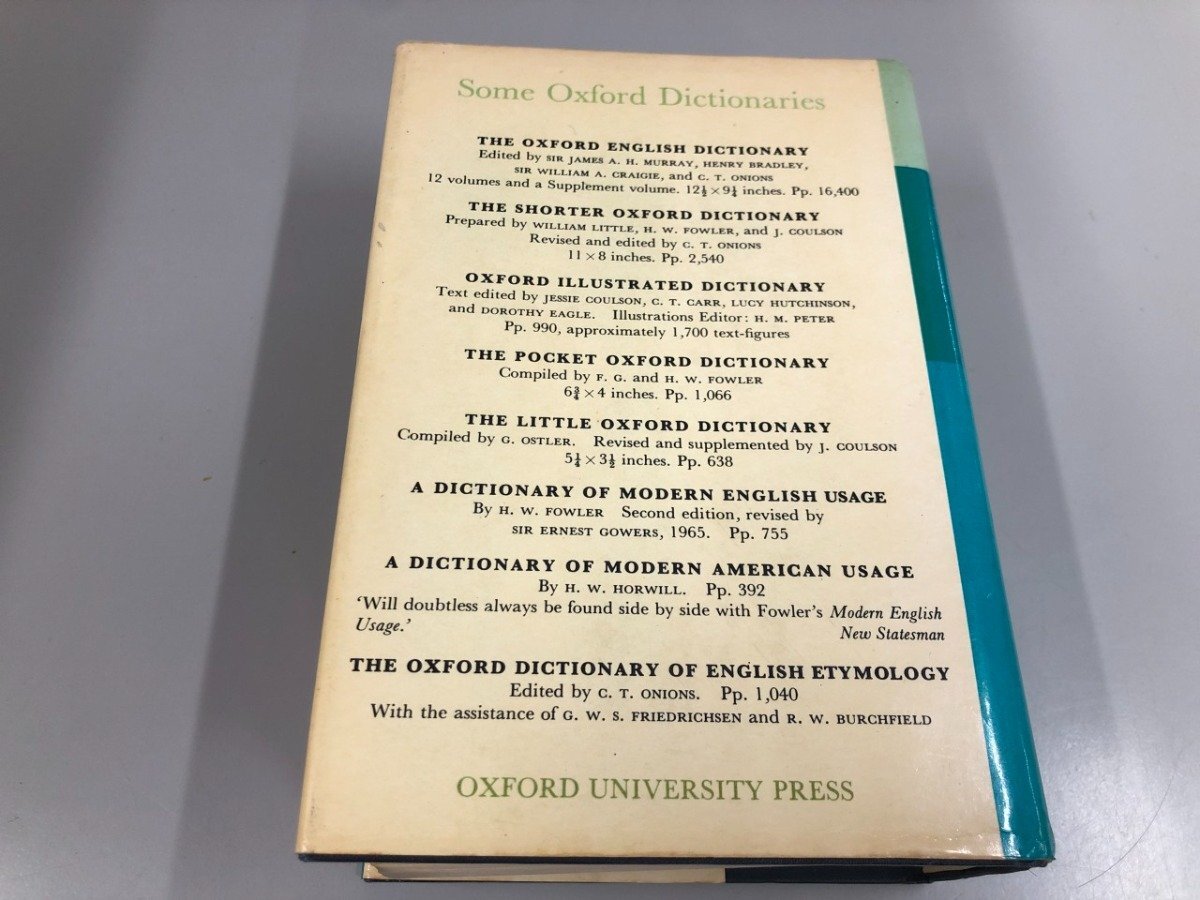 Some Oxford Dictionaries
THE OXFORD ENGLISH DICTIONARY
Edited by SIR JAMES A. H. MURRAY, HENRY BRADLEY,
SIR WILLIAM A. CRAIGIE, and C. T. ONIONS
12 volumes and a Supplement volume. 12½ × 9¼ inches. Pp. 16,400
THE SHORTER OXFORD DICTIONARY
Prepared by WILLIAM LITTLE, H. W. FOWLER, and J. COULSON
Revised and edited by C. T. ONIONS
11 × 8 inches. Pp. 2,540
OXFORD ILLUSTRATED DICTIONARY
Text edited by JESSIE COULSON, C. T. CARR, LUCY HUTCHINSON,
and DOROTHY EAGLE. Illustrations Editor: H. M. PETER
Pp. 990, approximately 1,700 text-figures
THE POCKET OXFORD DICTIONARY
Compiled by F. G. and H. W. FOWLER
6¾ × 4 inches. Pp. 1,066
THE LITTLE OXFORD DICTIONARY
Compiled by G. OSTLER. Revised and supplemented by J. COULSON
5¼ × 3½ inches. Pp. 638
A DICTIONARY OF MODERN ENGLISH USAGE
By H. W. FOWLER Second edition, revised by
SIR ERNEST GOWERS, 1965. Pp. 755
A DICTIONARY OF MODERN AMERICAN USAGE
By H. W. HORWILL. Pp. 392
‘Will doubtless always be found side by side with Fowler's Modern English
Usage.’ New Statesman
THE OXFORD DICTIONARY OF ENGLISH ETYMOLOGY
Edited by C. T. ONIONS. Pp. 1,040
With the assistance of G. W. S. FRIEDRICHSEN and R. W. BURCHFIELD
OXFORD UNIVERSITY PRESS